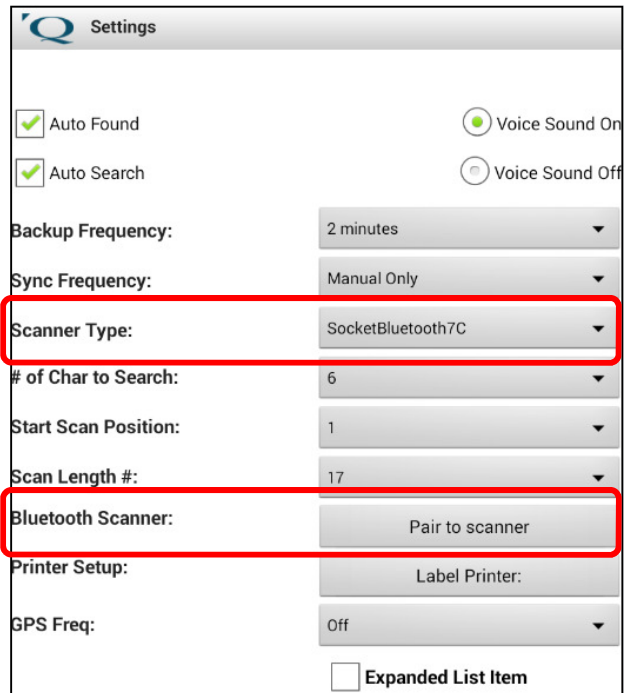 Settings
Auto Found
Voice Sound On
Auto Search
Voice Sound Off
Backup Frequency: 2 minutes
Sync Frequency: Manual Only
Scanner Type: SocketBluetooth7C
# of Char to Search: 6
Start Scan Position: 1
Scan Length #: 17
Bluetooth Scanner: Pair to scanner
Printer Setup: Label Printer:
GPS Freq: Off
Expanded List Item